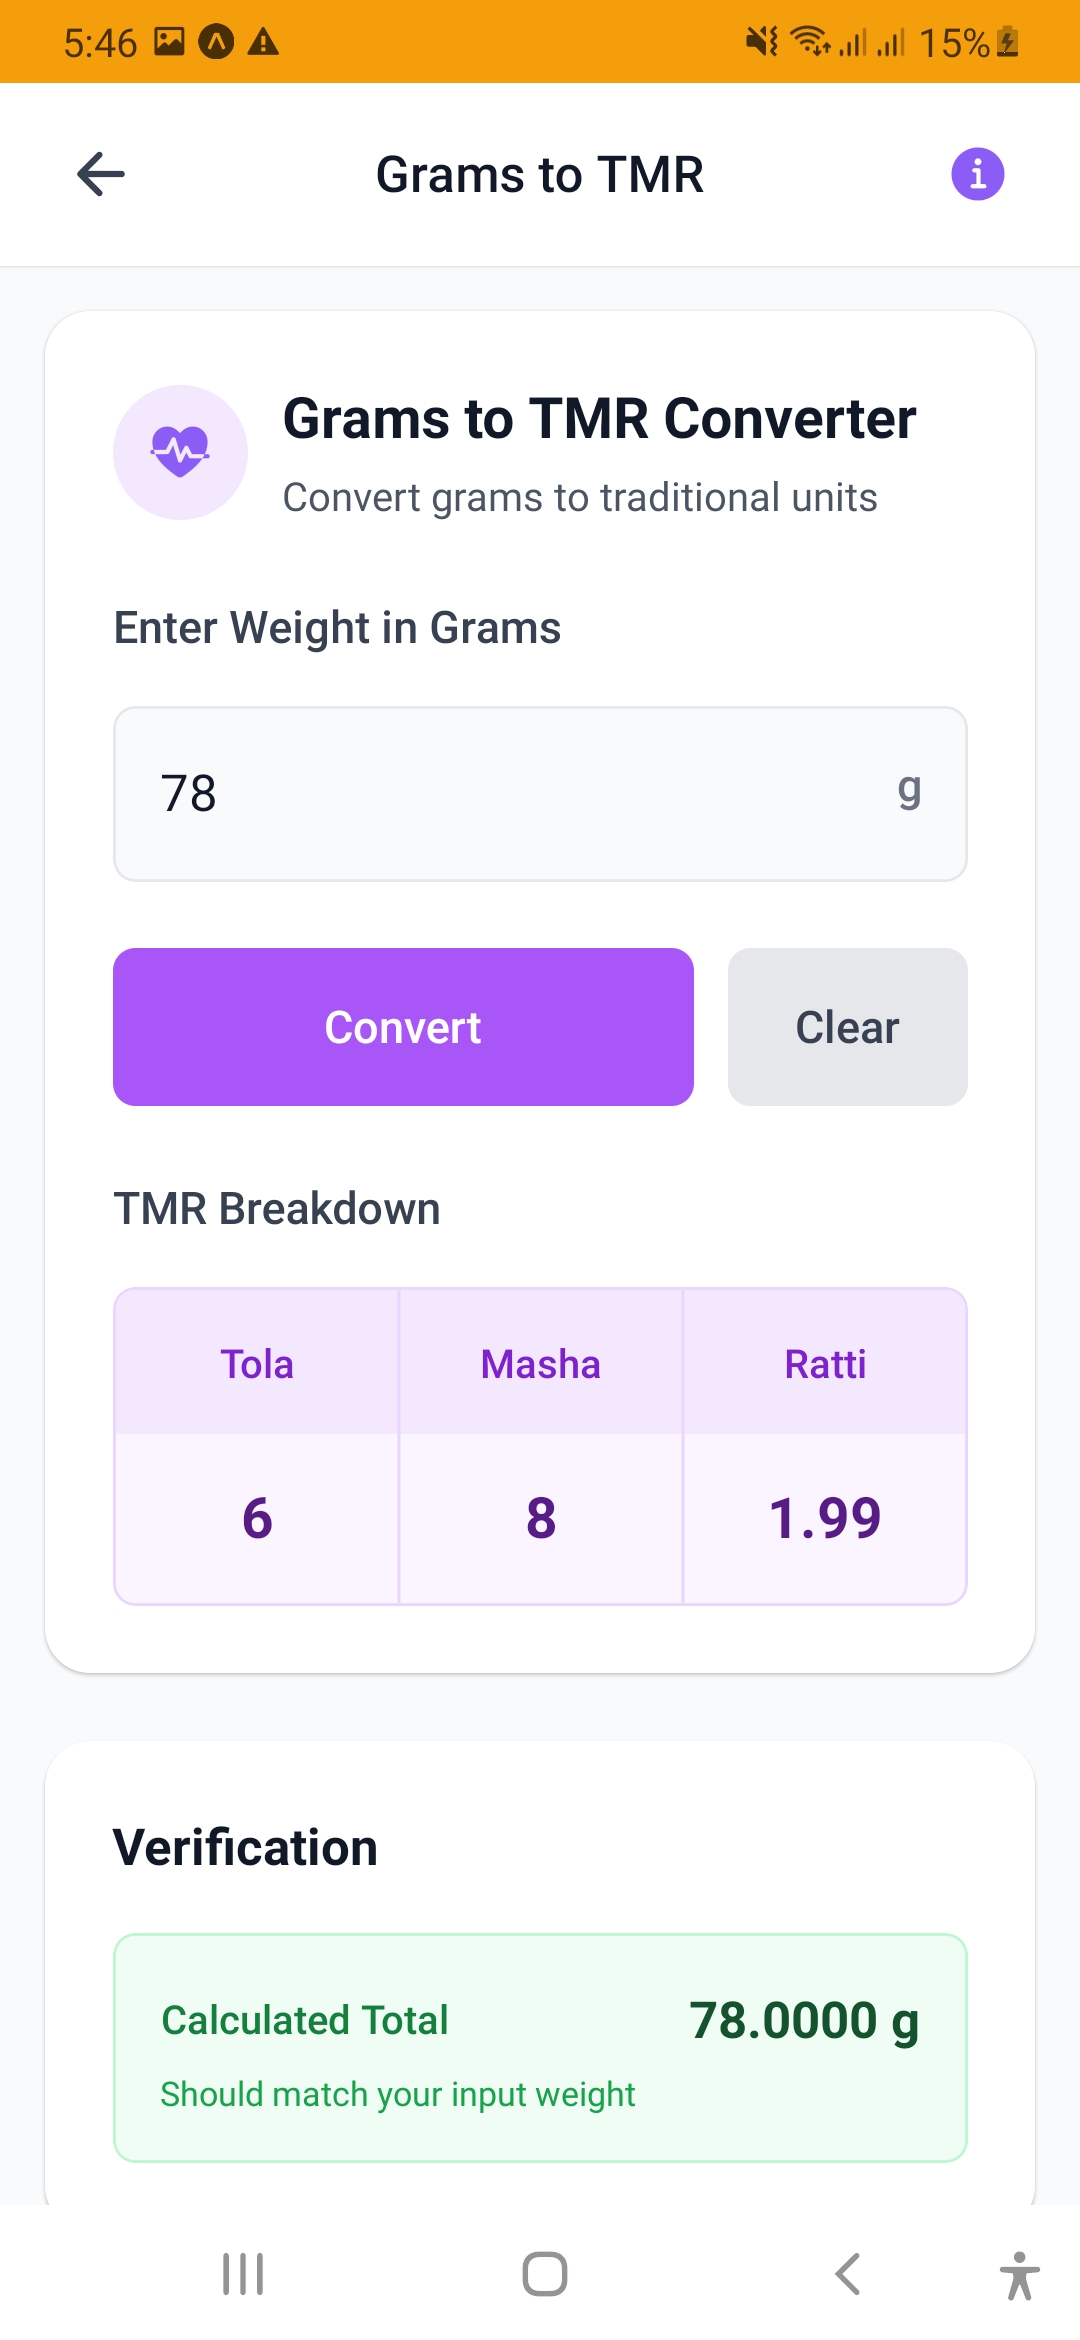 5:46 15%
Grams to TMR
Grams to TMR Converter
Convert grams to traditional units
Enter Weight in Grams
78 g
Convert Clear
TMR Breakdown
Tola Masha Ratti
6 8 1.99
Verification
Calculated Total 78.0000 g
Should match your input weight